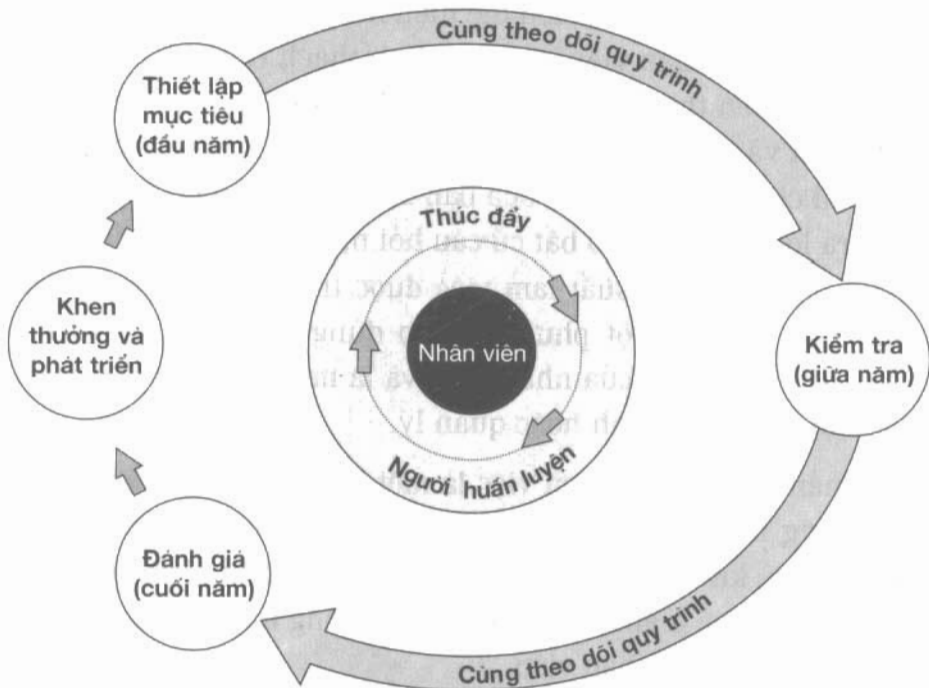 Cùng theo dõi quy trình
Thiết lập
mục tiêu
(đầu năm)
Thúc đẩy
Khen
thưởng và
phát triển
Nhân viên
Kiểm tra
(giữa năm)
Người huấn luyện
Đánh giá
(cuối năm)
Cùng theo dõi quy trình